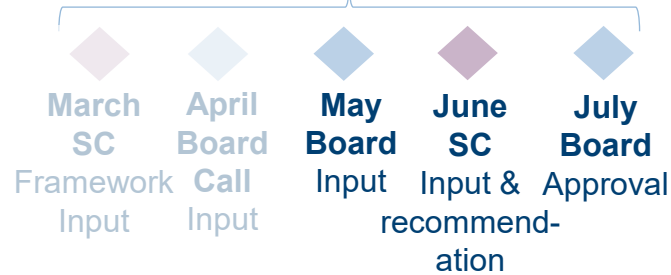 March
SC
Framework
Input
April
Board
Call
Input
May
Board
Input
June
SC
Input &
recommend-
ation
July
Board
Approval